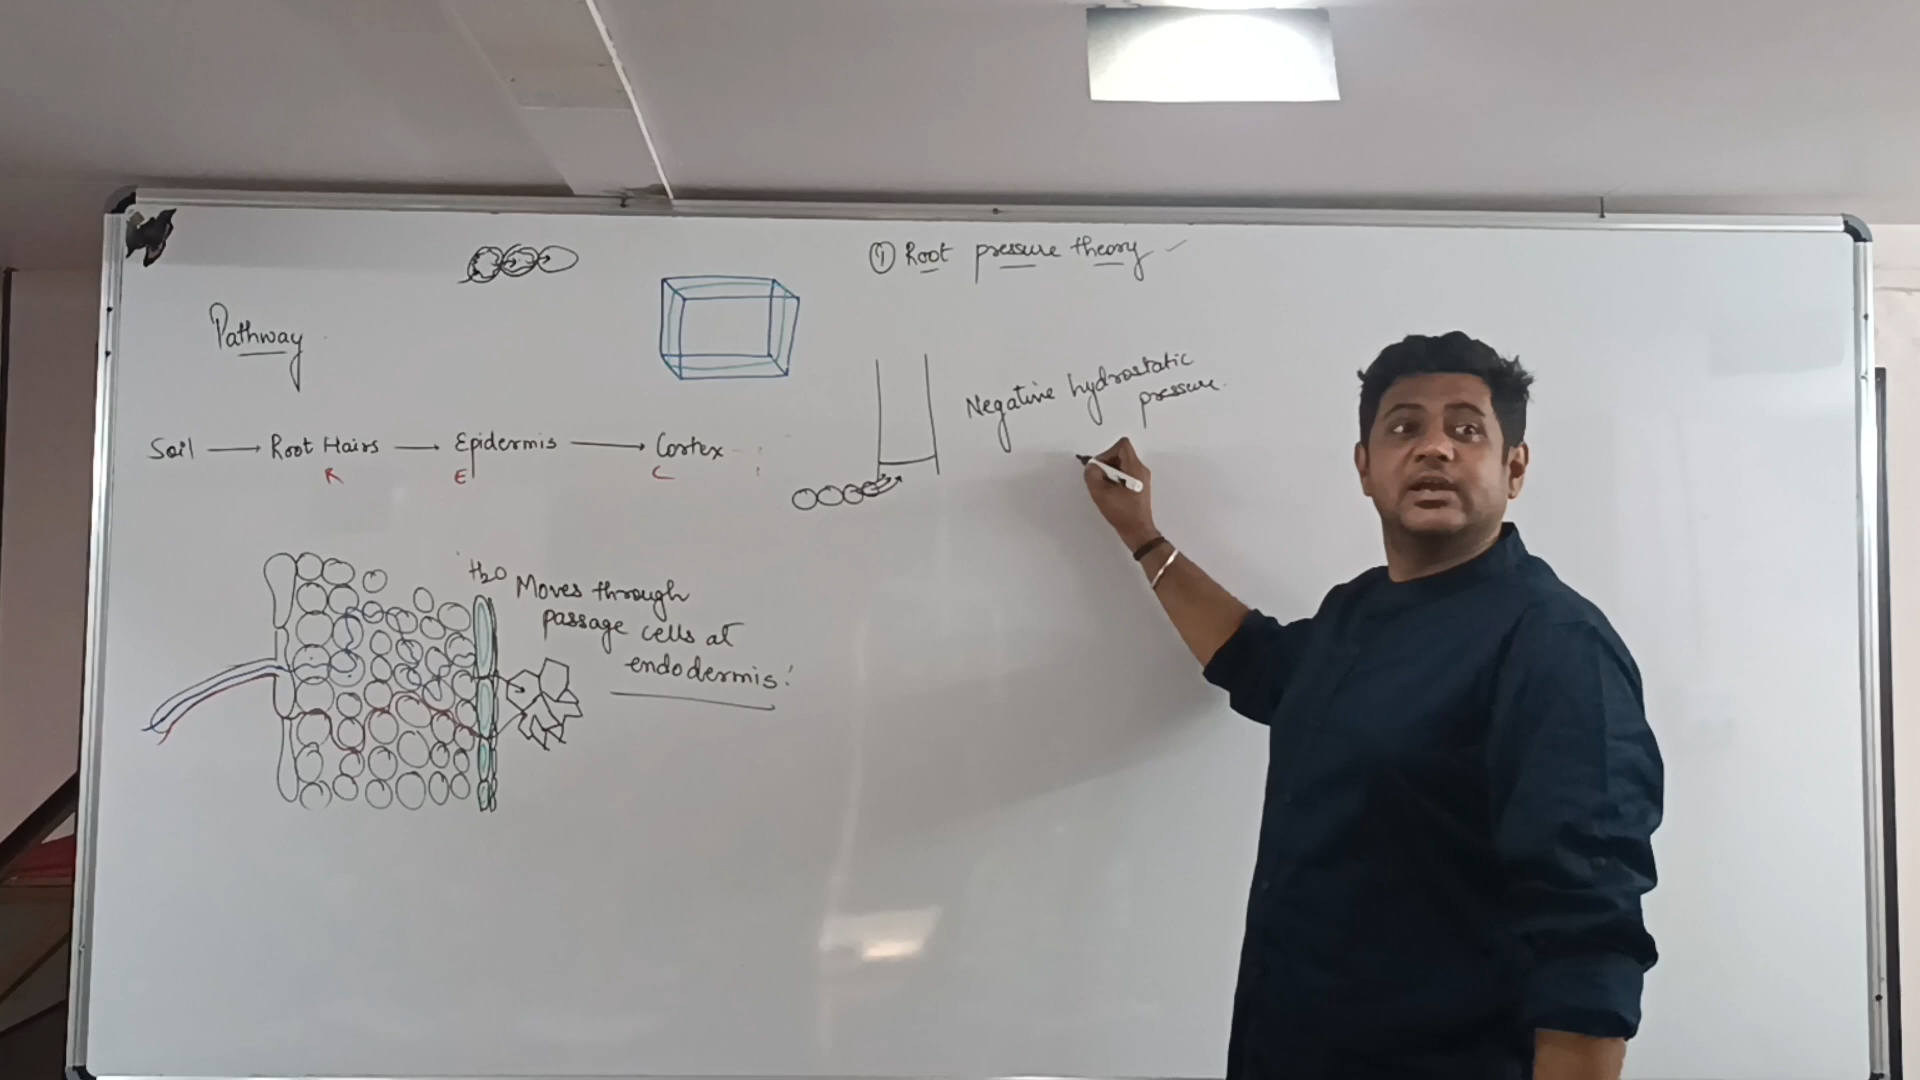 Pathway
Soil → Root Hairs → Epidermis → Cortex
R E C
H2O Moves through
passage cells at
endodermis!
① Root pressure theory
Negative hydrostatic
pressure.